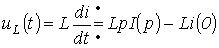 u_L(t) = L di/dt ≓ LpI(p) − Li(0)